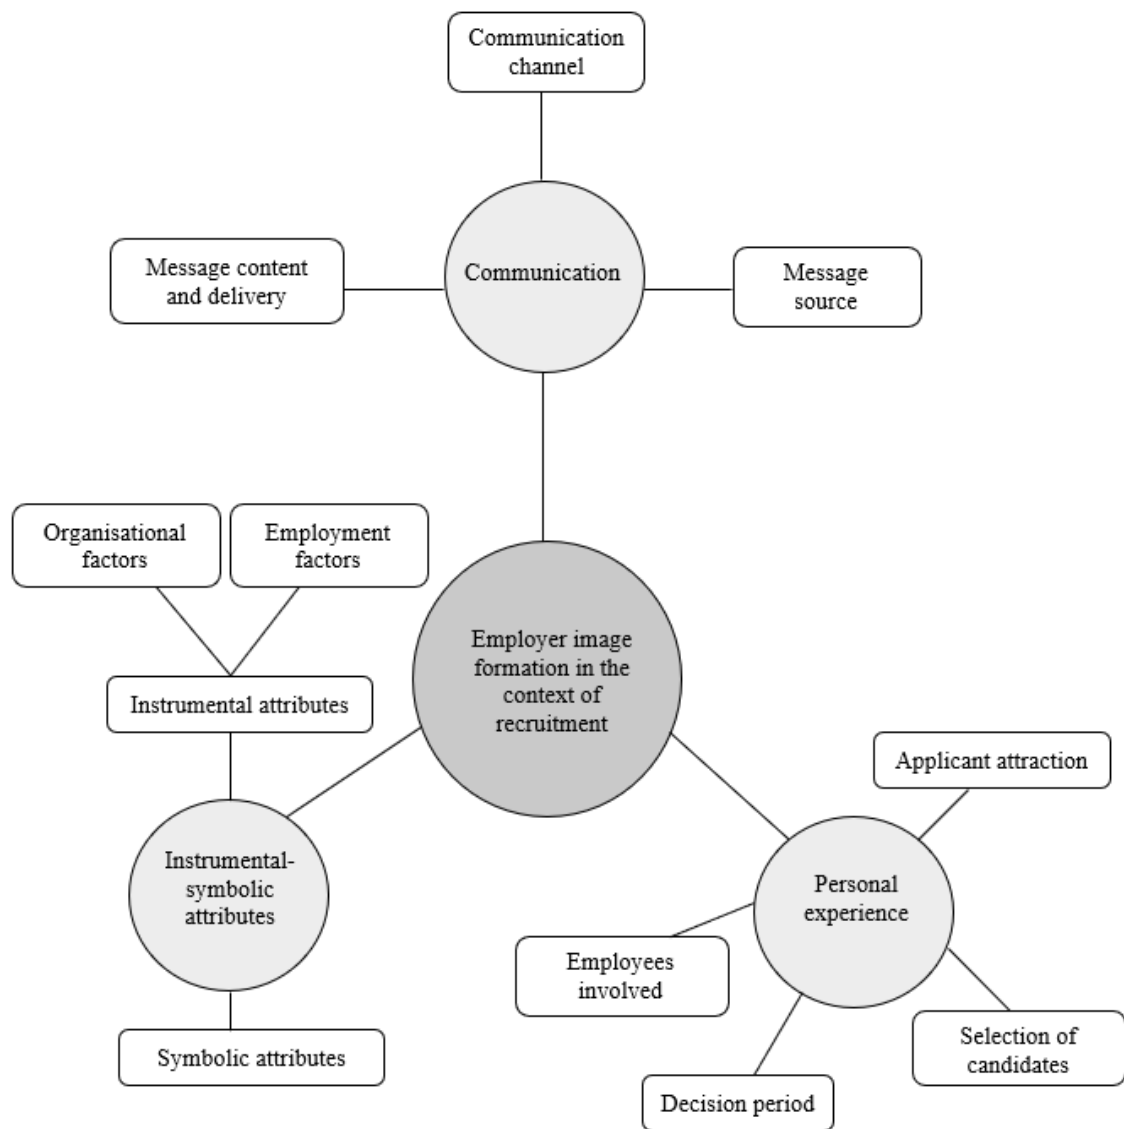 Communication
channel
Message content
and delivery
Communication
Message
source
Organisational
factors
Employment
factors
Employer image
formation in the
context of
recruitment
Instrumental attributes
Applicant attraction
Instrumental-
symbolic
attributes
Personal
experience
Employees
involved
Symbolic attributes
Selection of
candidates
Decision period